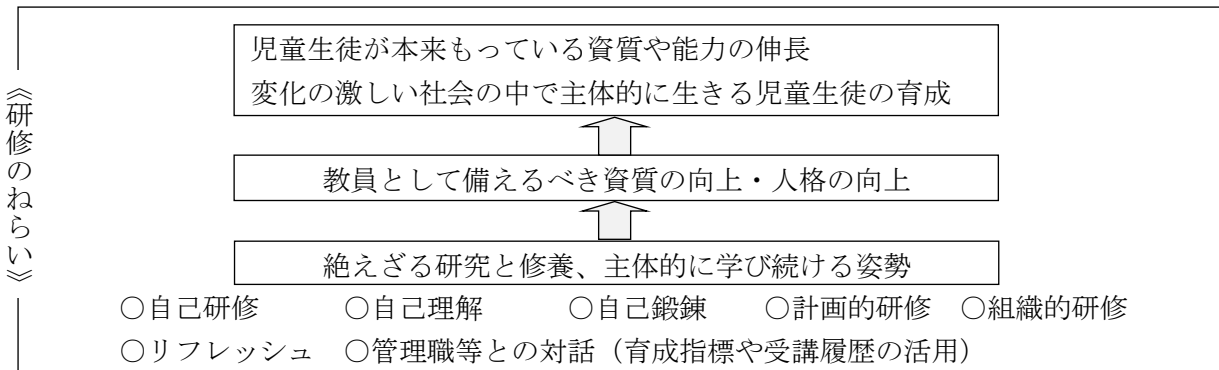 《研修のねらい》
児童生徒が本来もっている資質や能力の伸長
変化の激しい社会の中で主体的に生きる児童生徒の育成
教員として備えるべき資質の向上・人格の向上
絶えざる研究と修養、主体的に学び続ける姿勢
○自己研修 ○自己理解 ○自己鍛錬 ○計画的研修 ○組織的研修
○リフレッシュ ○管理職等との対話（育成指標や受講履歴の活用）